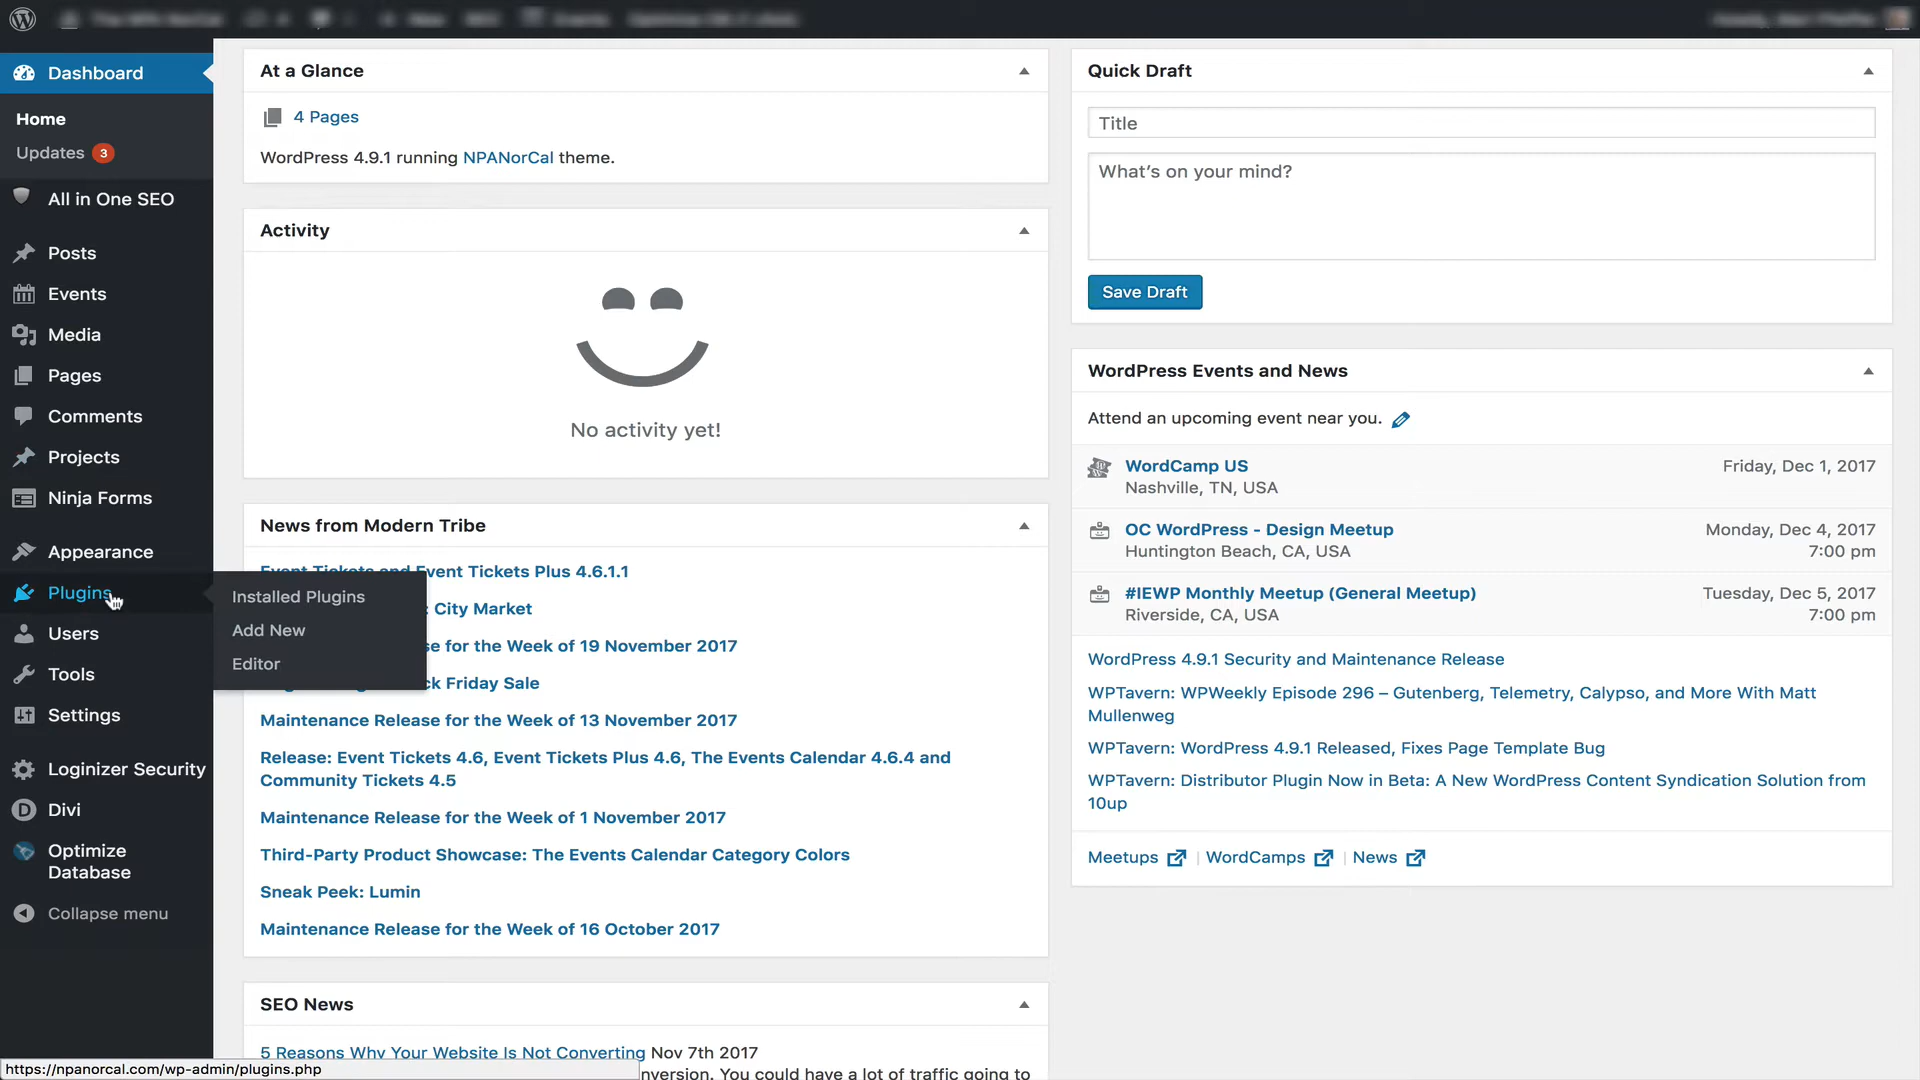 Dashboard
Home
Updates 3
All in One SEO
Posts
Events
Media
Pages
Comments
Projects
Ninja Forms
Appearance
Plugins
Users
Tools
Settings
Loginizer Security
Divi
Optimize
Database
Collapse menu
Installed Plugins
Add New
Editor
At a Glance
4 Pages
WordPress 4.9.1 running NPANorCal theme.
Activity
No activity yet!
News from Modern Tribe
Event Tickets and Event Tickets Plus 4.6.1.1
: City Market
se for the Week of 19 November 2017
ck Friday Sale
Maintenance Release for the Week of 13 November 2017
Release: Event Tickets 4.6, Event Tickets Plus 4.6, The Events Calendar 4.6.4 and
Community Tickets 4.5
Maintenance Release for the Week of 1 November 2017
Third-Party Product Showcase: The Events Calendar Category Colors
Sneak Peek: Lumin
Maintenance Release for the Week of 16 October 2017
SEO News
5 Reasons Why Your Website Is Not Converting Nov 7th 2017
nversion. You could have a lot of traffic going to
Quick Draft
Title
What's on your mind?
Save Draft
WordPress Events and News
Attend an upcoming event near you.
WordCamp US Friday, Dec 1, 2017
Nashville, TN, USA
OC WordPress - Design Meetup Monday, Dec 4, 2017
Huntington Beach, CA, USA 7:00 pm
#IEWP Monthly Meetup (General Meetup) Tuesday, Dec 5, 2017
Riverside, CA, USA 7:00 pm
WordPress 4.9.1 Security and Maintenance Release
WPTavern: WPWeekly Episode 296 – Gutenberg, Telemetry, Calypso, and More With Matt
Mullenweg
WPTavern: WordPress 4.9.1 Released, Fixes Page Template Bug
WPTavern: Distributor Plugin Now in Beta: A New WordPress Content Syndication Solution from
10up
Meetups | WordCamps | News
https://npanorcal.com/wp-admin/plugins.php